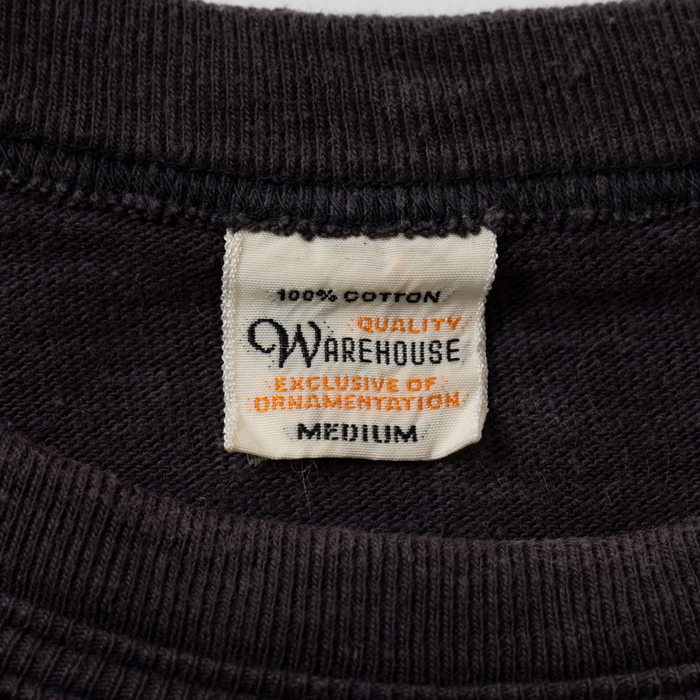 100% COTTON
QUALITY
WAREHOUSE
EXCLUSIVE OF
ORNAMENTATION
MEDIUM